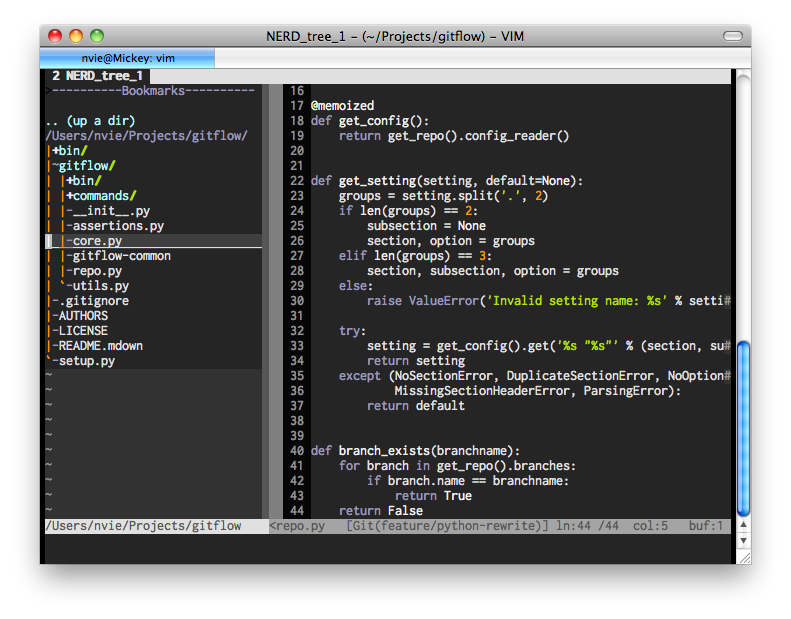 NERD_tree_1 – (~/Projects/gitflow) – VIM
nvie@Mickey: vim
2 NERD_tree_1
>----------Bookmarks----------

.. (up a dir)
/Users/nvie/Projects/gitflow/
|+bin/
|~gitflow/
| |+bin/
| |+commands/
| |-__init__.py
| |-assertions.py
| |-core.py
| |-gitflow-common
| |-repo.py
| `-utils.py
|-.gitignore
|-AUTHORS
|-LICENSE
|-README.mdown
`-setup.py
~
~
~
~
~
~
~
~
~
~
/Users/nvie/Projects/gitflow
16
17 @memoized
18 def get_config():
19     return get_repo().config_reader()
20
21
22 def get_setting(setting, default=None):
23     groups = setting.split('.', 2)
24     if len(groups) == 2:
25         subsection = None
26         section, option = groups
27     elif len(groups) == 3:
28         section, subsection, option = groups
29     else:
30         raise ValueError('Invalid setting name: %s' % setti#
31
32     try:
33         setting = get_config().get('%s "%s"' % (section, su#
34         return setting
35     except (NoSectionError, DuplicateSectionError, NoOption#
36             MissingSectionHeaderError, ParsingError):
37         return default
38
39
40 def branch_exists(branchname):
41     for branch in get_repo().branches:
42         if branch.name == branchname:
43             return True
44     return False
<repo.py   [Git(feature/python-rewrite)] ln:44 /44  col:5   buf:1